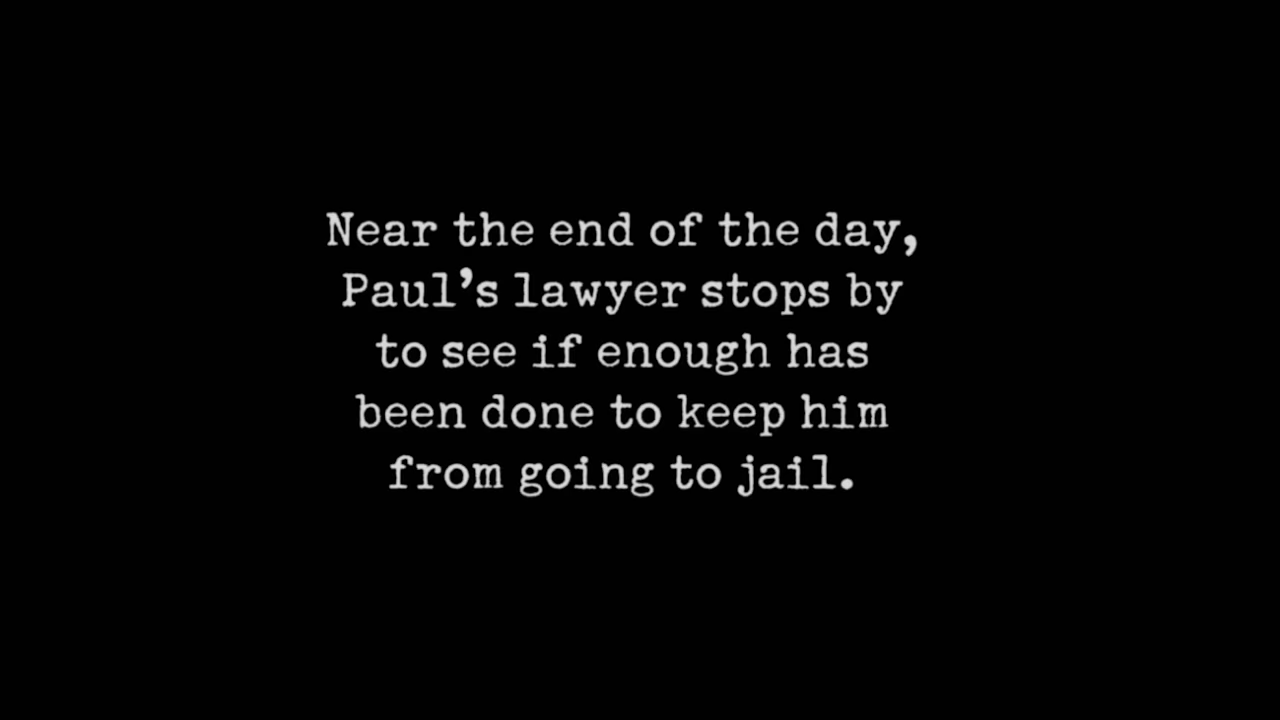 Near the end of the day,
Paul’s lawyer stops by
to see if enough has
been done to keep him
from going to jail.